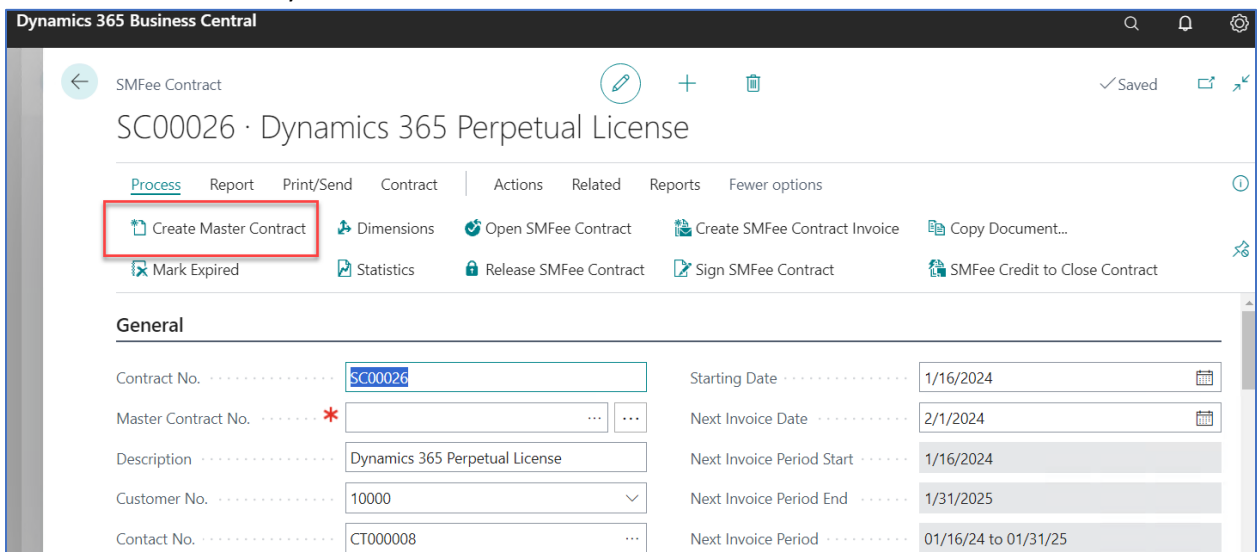 Dynamics 365 Business Central
SMFee Contract
Saved
SC00026 · Dynamics 365 Perpetual License
Process Report Print/Send Contract Actions Related Reports Fewer options
Create Master Contract Dimensions Open SMFee Contract Create SMFee Contract Invoice Copy Document...
Mark Expired Statistics Release SMFee Contract Sign SMFee Contract SMFee Credit to Close Contract
General
Contract No. SC00026 Starting Date 1/16/2024
Master Contract No. * Next Invoice Date 2/1/2024
Description Dynamics 365 Perpetual License Next Invoice Period Start 1/16/2024
Customer No. 10000 Next Invoice Period End 1/31/2025
Contact No. CT000008 Next Invoice Period 01/16/24 to 01/31/25